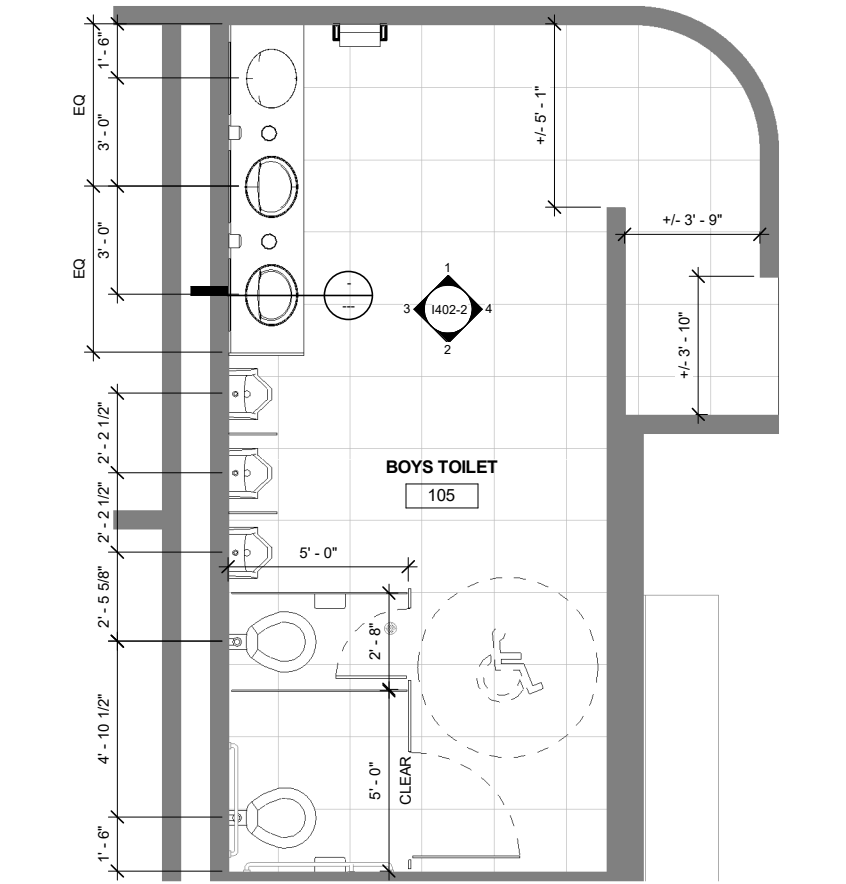 1' - 6"
EQ
3' - 0"
+/- 5' - 1"
+/- 3' - 9"
3' - 0"
EQ
1
3
I402-2
4
2
-
---
+/- 3' - 10"
2' - 2 1/2"
BOYS TOILET
105
2' - 2 1/2"
5' - 0"
2' - 5 5/8"
2' - 8"
4' - 10 1/2"
5' - 0"
CLEAR
1' - 6"